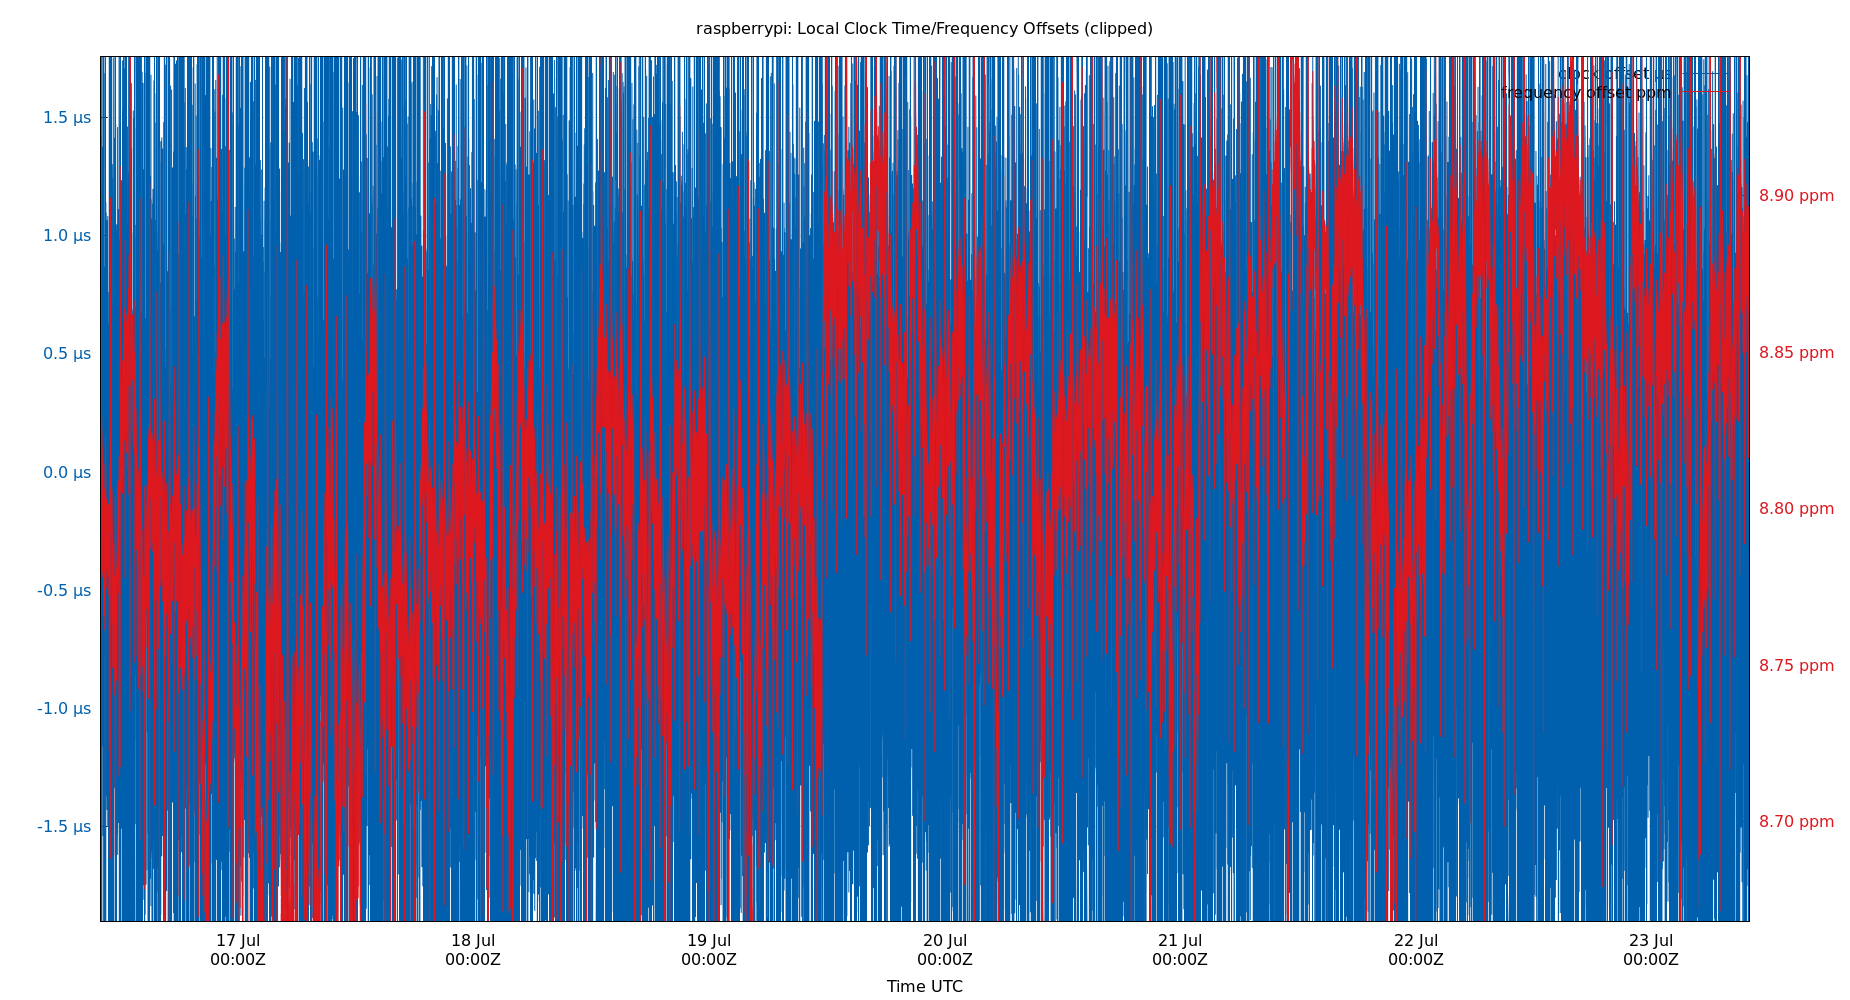 raspberrypi: Local Clock Time/Frequency Offsets (clipped)
clock offset µs
frequency offset ppm
1.5 µs
1.0 µs
0.5 µs
0.0 µs
-0.5 µs
-1.0 µs
-1.5 µs
8.90 ppm
8.85 ppm
8.80 ppm
8.75 ppm
8.70 ppm
17 Jul
00:00Z
18 Jul
00:00Z
19 Jul
00:00Z
20 Jul
00:00Z
21 Jul
00:00Z
22 Jul
00:00Z
23 Jul
00:00Z
Time UTC